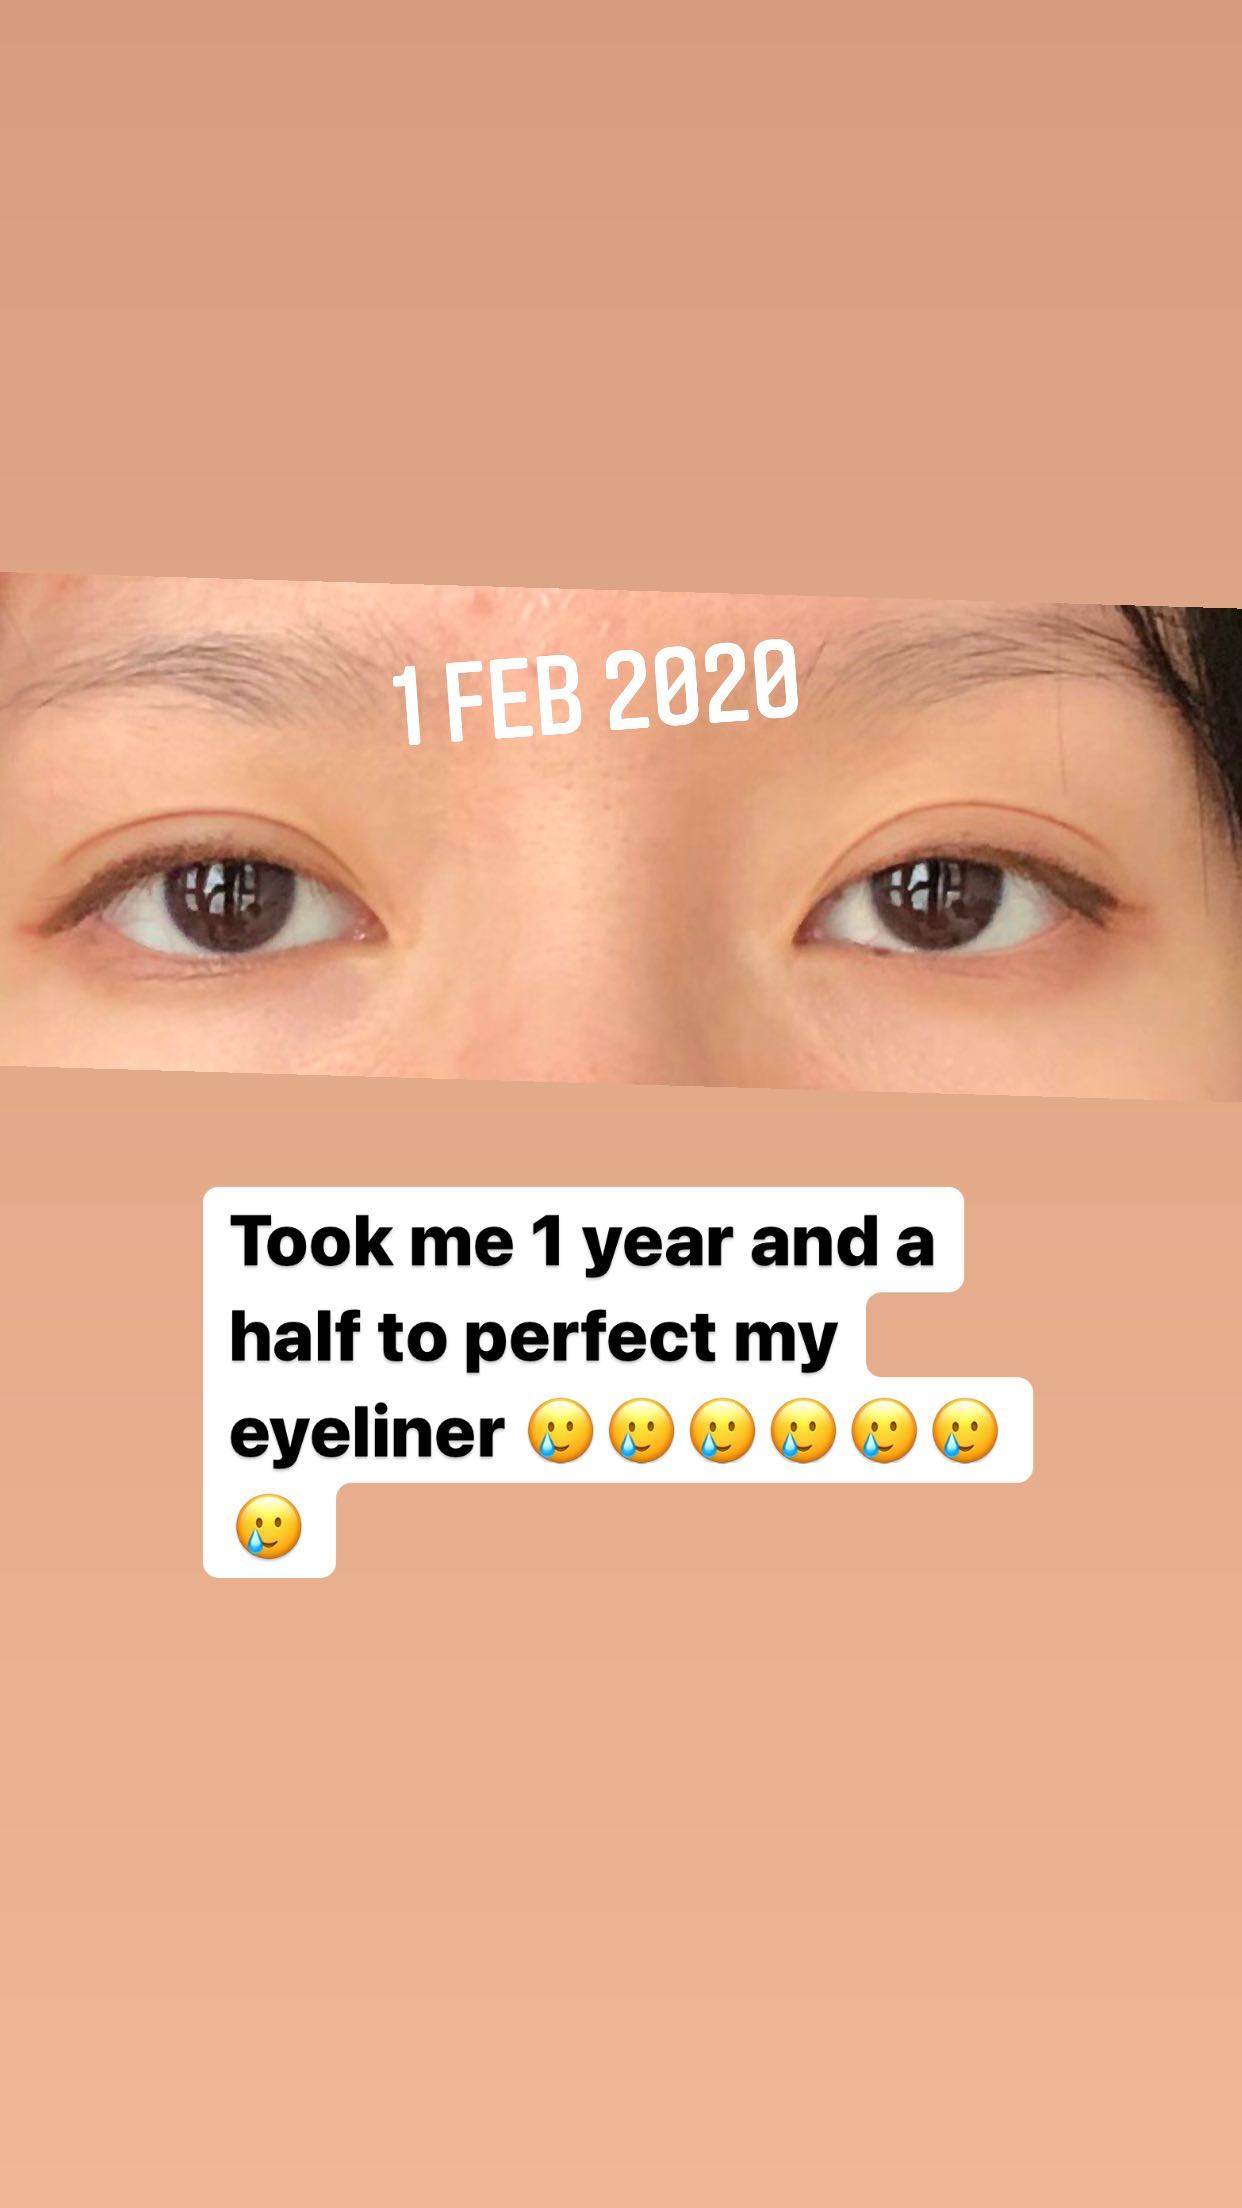 1 FEB 2020
Took me 1 year and a
half to perfect my
eyeliner 🥲🥲🥲🥲🥲🥲
🥲